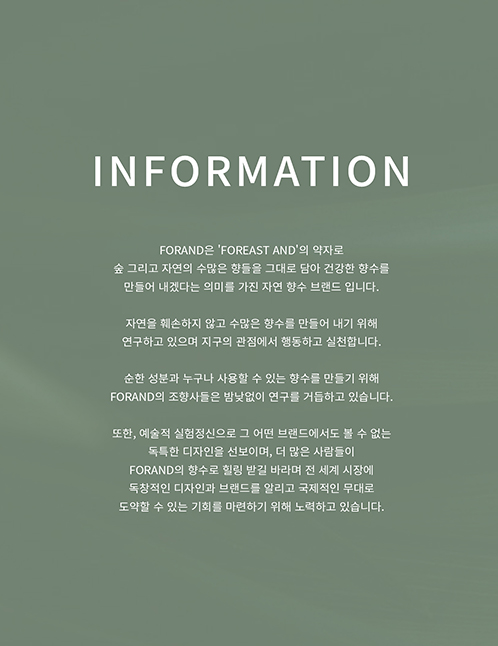 INFORMATION
FORAND은 'FOREAST AND'의 약자로
숲 그리고 자연의 수많은 향들을 그대로 담아 건강한 향수를
만들어 내겠다는 의미를 가진 자연 향수 브랜드 입니다.
자연을 훼손하지 않고 수많은 향수를 만들어 내기 위해
연구하고 있으며 지구의 관점에서 행동하고 실천합니다.
순한 성분과 누구나 사용할 수 있는 향수를 만들기 위해
FORAND의 조향사들은 밤낮없이 연구를 거듭하고 있습니다.
또한, 예술적 실험정신으로 그 어떤 브랜드에서도 볼 수 없는
독특한 디자인을 선보이며, 더 많은 사람들이
FORAND의 향수로 힐링 받길 바라며 전 세계 시장에
독창적인 디자인과 브랜드를 알리고 국제적인 무대로
도약할 수 있는 기회를 마련하기 위해 노력하고 있습니다.